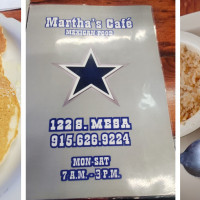 Martha's Café
MEXICAN FOOD
122 S. MESA
915.626.9224
MON-SAT
7 A.M. - 3 P.M.